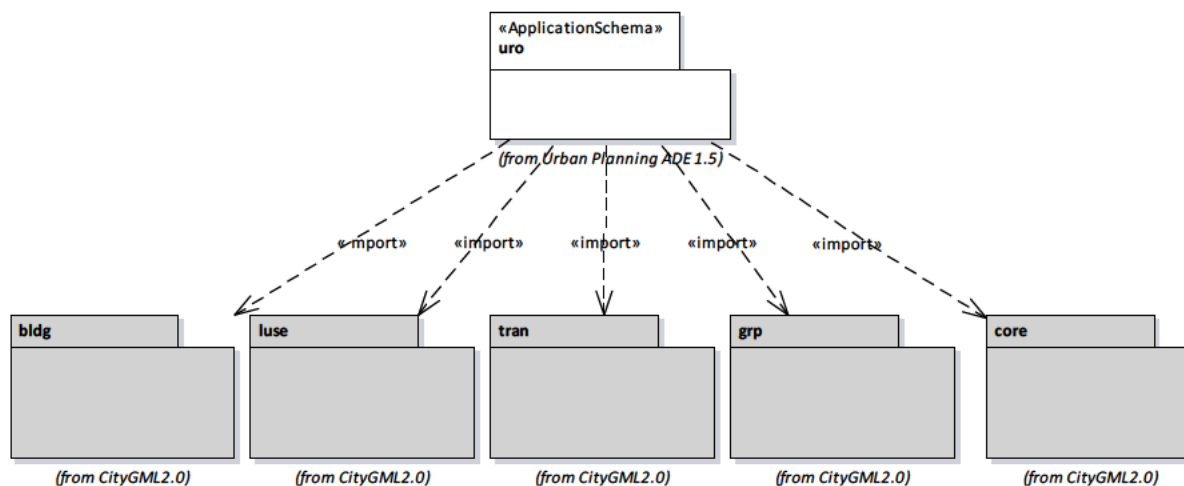 «ApplicationSchema»
uro
(from Urban Planning ADE 1.5)
«import» «import» «import» «import» «import»
bldg luse tran grp core
(from CityGML2.0) (from CityGML2.0) (from CityGML2.0) (from CityGML2.0) (from CityGML2.0)